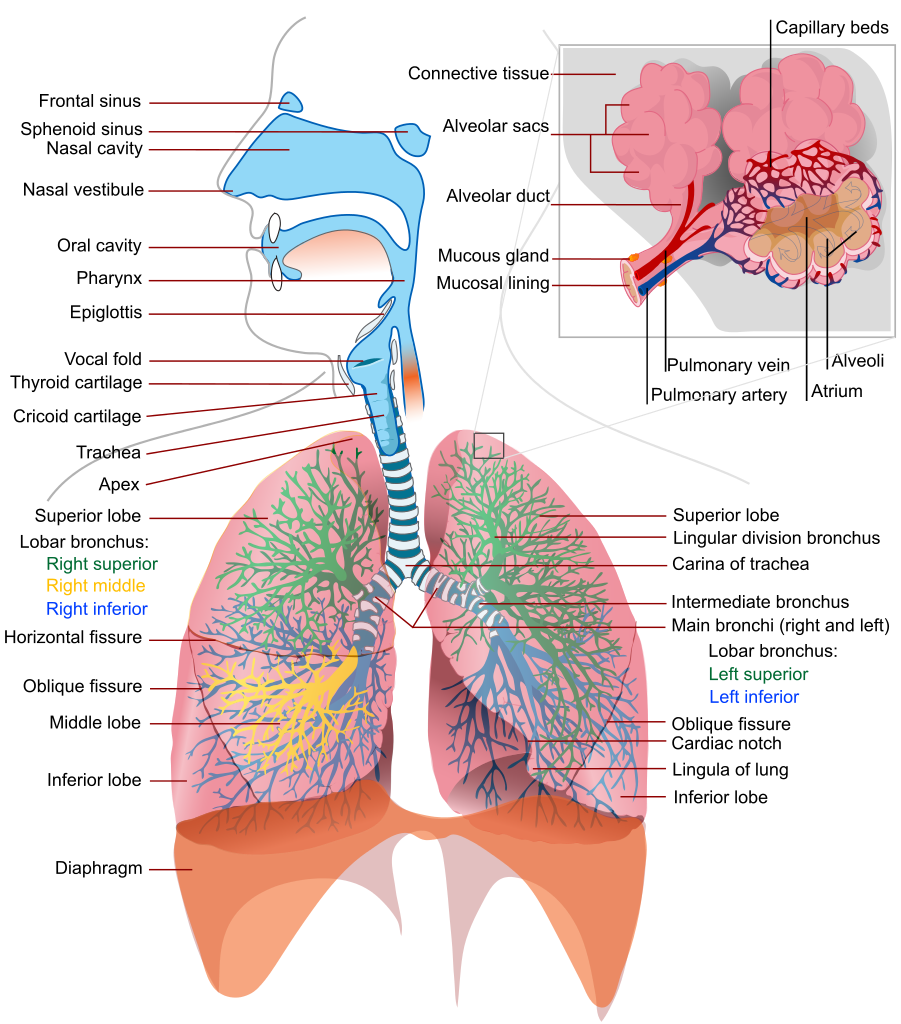 Capillary beds
Connective tissue
Alveolar sacs
Alveolar duct
Mucous gland
Mucosal lining
Pulmonary vein
Pulmonary artery
Alveoli
Atrium
Frontal sinus
Sphenoid sinus
Nasal cavity
Nasal vestibule
Oral cavity
Pharynx
Epiglottis
Vocal fold
Thyroid cartilage
Cricoid cartilage
Trachea
Apex
Superior lobe
Lobar bronchus:
Right superior
Right middle
Right inferior
Horizontal fissure
Oblique fissure
Middle lobe
Inferior lobe
Diaphragm
Superior lobe
Lingular division bronchus
Carina of trachea
Intermediate bronchus
Main bronchi (right and left)
Lobar bronchus:
Left superior
Left inferior
Oblique fissure
Cardiac notch
Lingula of lung
Inferior lobe